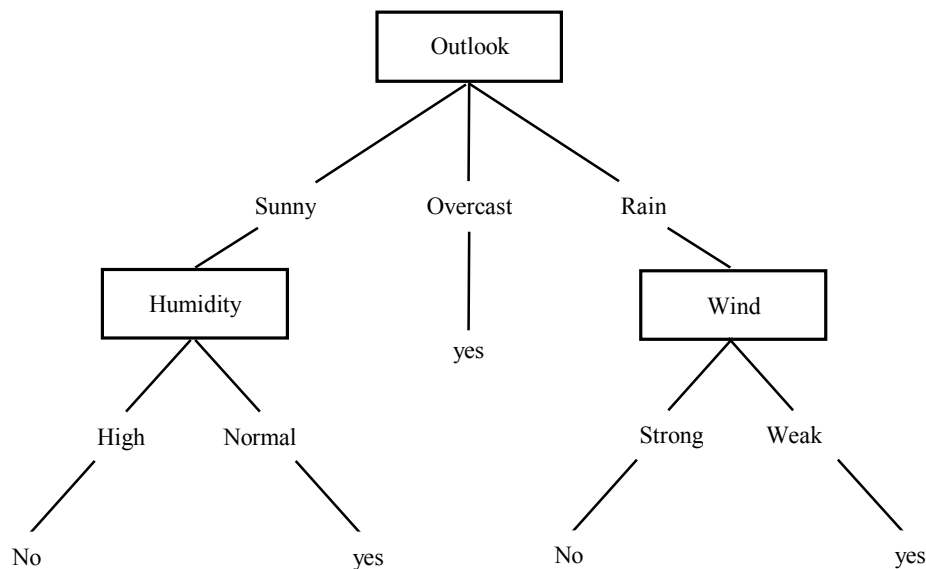 Outlook
Sunny Overcast Rain
Humidity Wind
yes
High Normal Strong Weak
No yes No yes